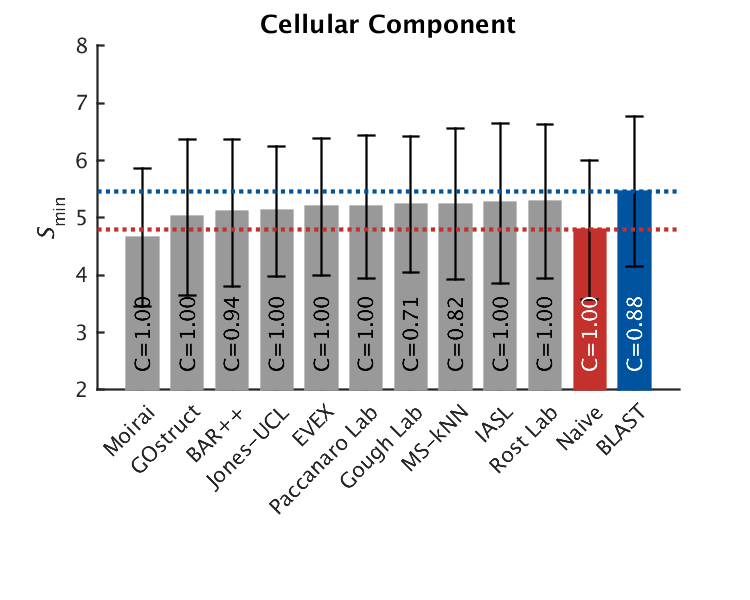 Cellular Component
8
7
6
5
4
3
2
Smin
C=1.00
C=1.00
C=0.94
C=1.00
C=1.00
C=1.00
C=0.71
C=0.82
C=1.00
C=1.00
C=1.00
C=0.88
Moirai
GOstruct
BAR++
Jones-UCL
EVEX
Paccanaro Lab
Gough Lab
MS-kNN
IASL
Rost Lab
Naive
BLAST